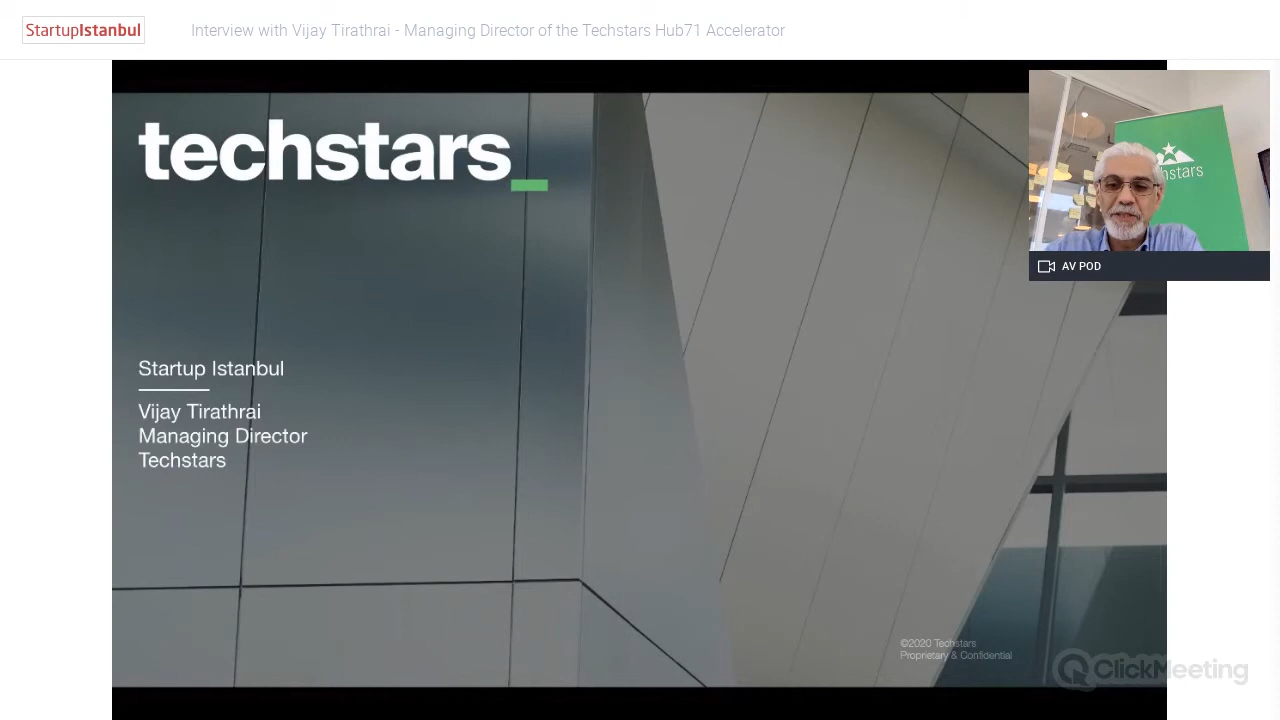 StartupIstanbul
Interview with Vijay Tirathrai - Managing Director of the Techstars Hub71 Accelerator
techstars_
Startup Istanbul
Vijay Tirathrai
Managing Director
Techstars
AV POD
©2020 Techstars
Proprietary & Confidential
ClickMeeting